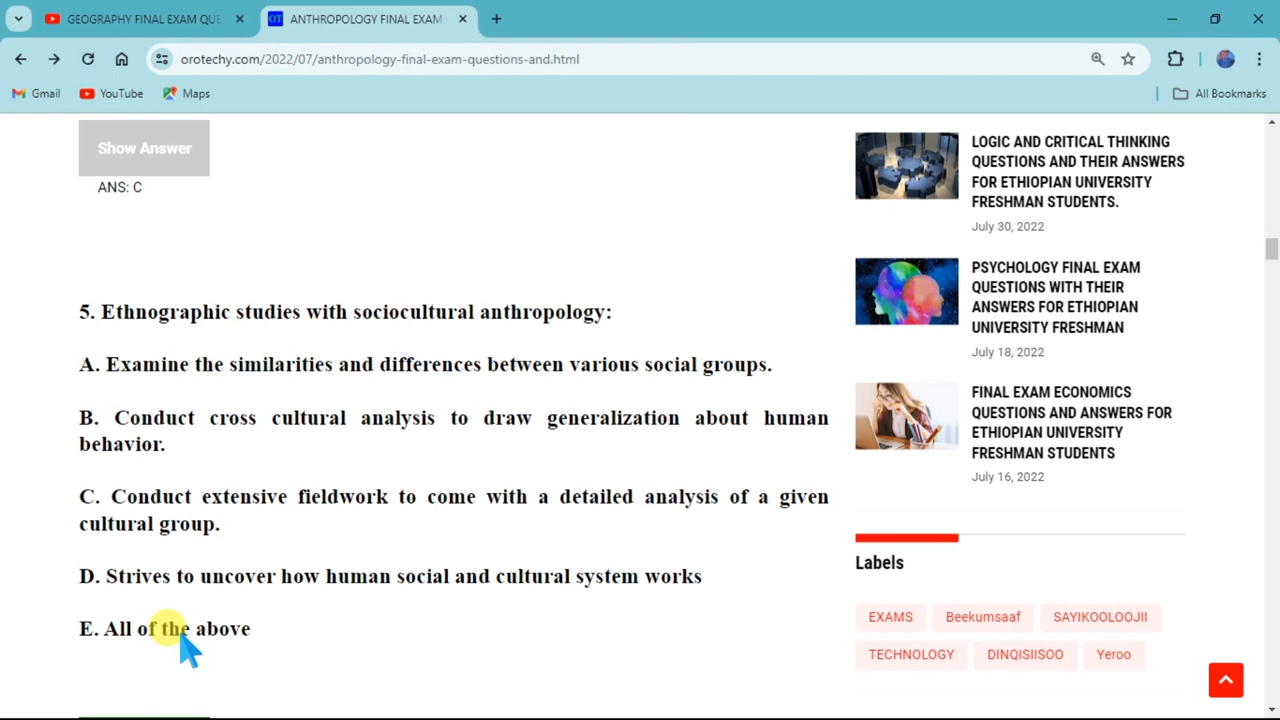 GEOGRAPHY FINAL EXAM QUE
OT
ANTHROPOLOGY FINAL EXAM
orotechy.com/2022/07/anthropology-final-exam-questions-and.html
Gmail
YouTube
Maps
All Bookmarks
Show Answer
ANS: C
5. Ethnographic studies with sociocultural anthropology:
A. Examine the similarities and differences between various social groups.
B. Conduct cross cultural analysis to draw generalization about human
behavior.
C. Conduct extensive fieldwork to come with a detailed analysis of a given
cultural group.
D. Strives to uncover how human social and cultural system works
E. All of the above
LOGIC AND CRITICAL THINKING
QUESTIONS AND THEIR ANSWERS
FOR ETHIOPIAN UNIVERSITY
FRESHMAN STUDENTS.
July 30, 2022
PSYCHOLOGY FINAL EXAM
QUESTIONS WITH THEIR
ANSWERS FOR ETHIOPIAN
UNIVERSITY FRESHMAN
July 18, 2022
FINAL EXAM ECONOMICS
QUESTIONS AND ANSWERS FOR
ETHIOPIAN UNIVERSITY
FRESHMAN STUDENTS
July 16, 2022
Labels
EXAMS
Beekumsaaf
SAYIKOOLOOJII
TECHNOLOGY
DINQISIISOO
Yeroo